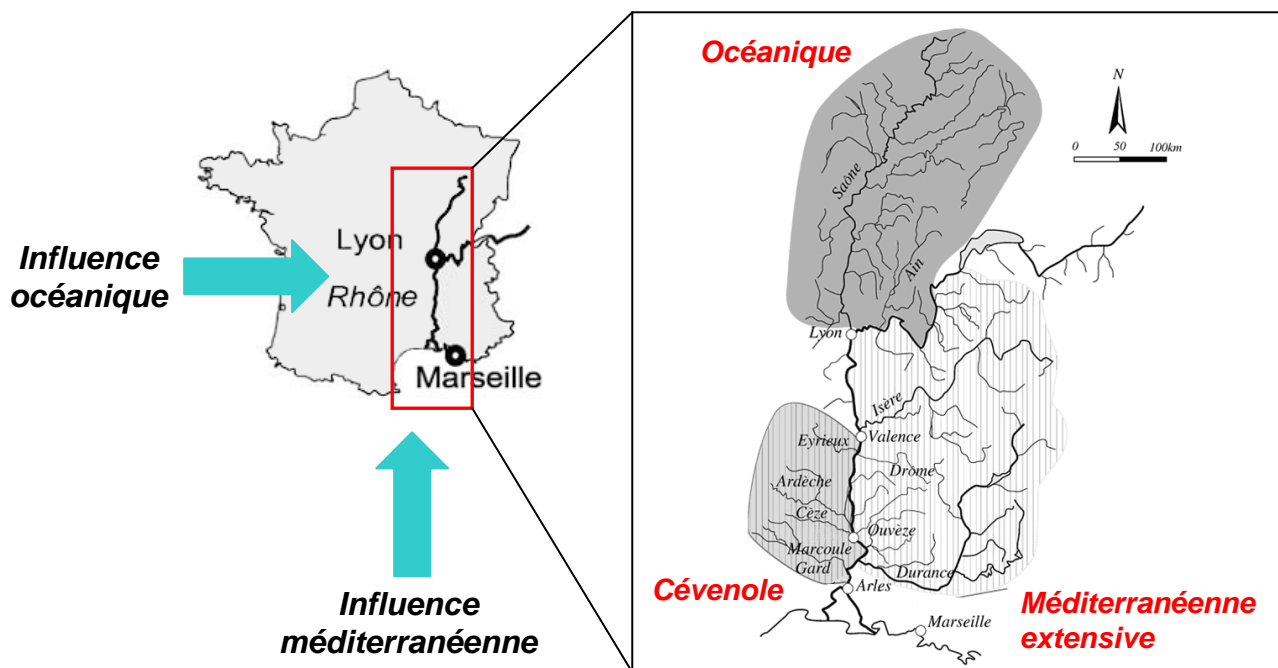 Influence
océanique
Lyon
Rhône
Marseille
Influence
méditerranéenne
Océanique
N
0 50 100km
Saône
Ain
Lyon
Isère
Eyrieux
Valence
Drôme
Ardèche
Cèze
Ouvèze
Marcoule
Gard
Durance
Cévenole
Arles
Méditerranéenne
extensive
Marseille